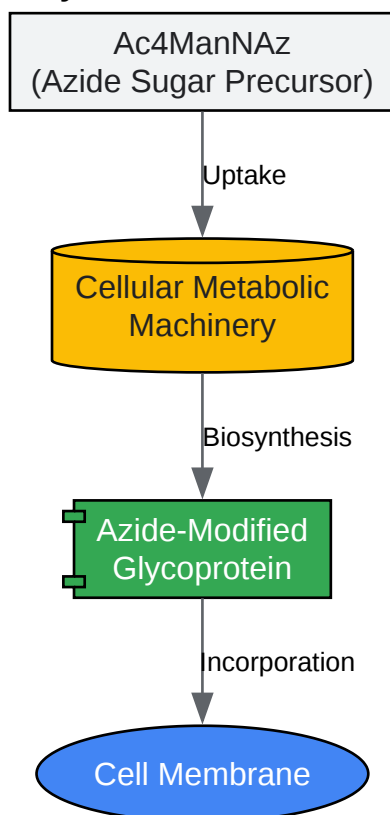 Ac4ManNAz
(Azide Sugar Precursor)
Uptake
Cellular Metabolic
Machinery
Biosynthesis
Azide-Modified
Glycoprotein
Incorporation
Cell Membrane